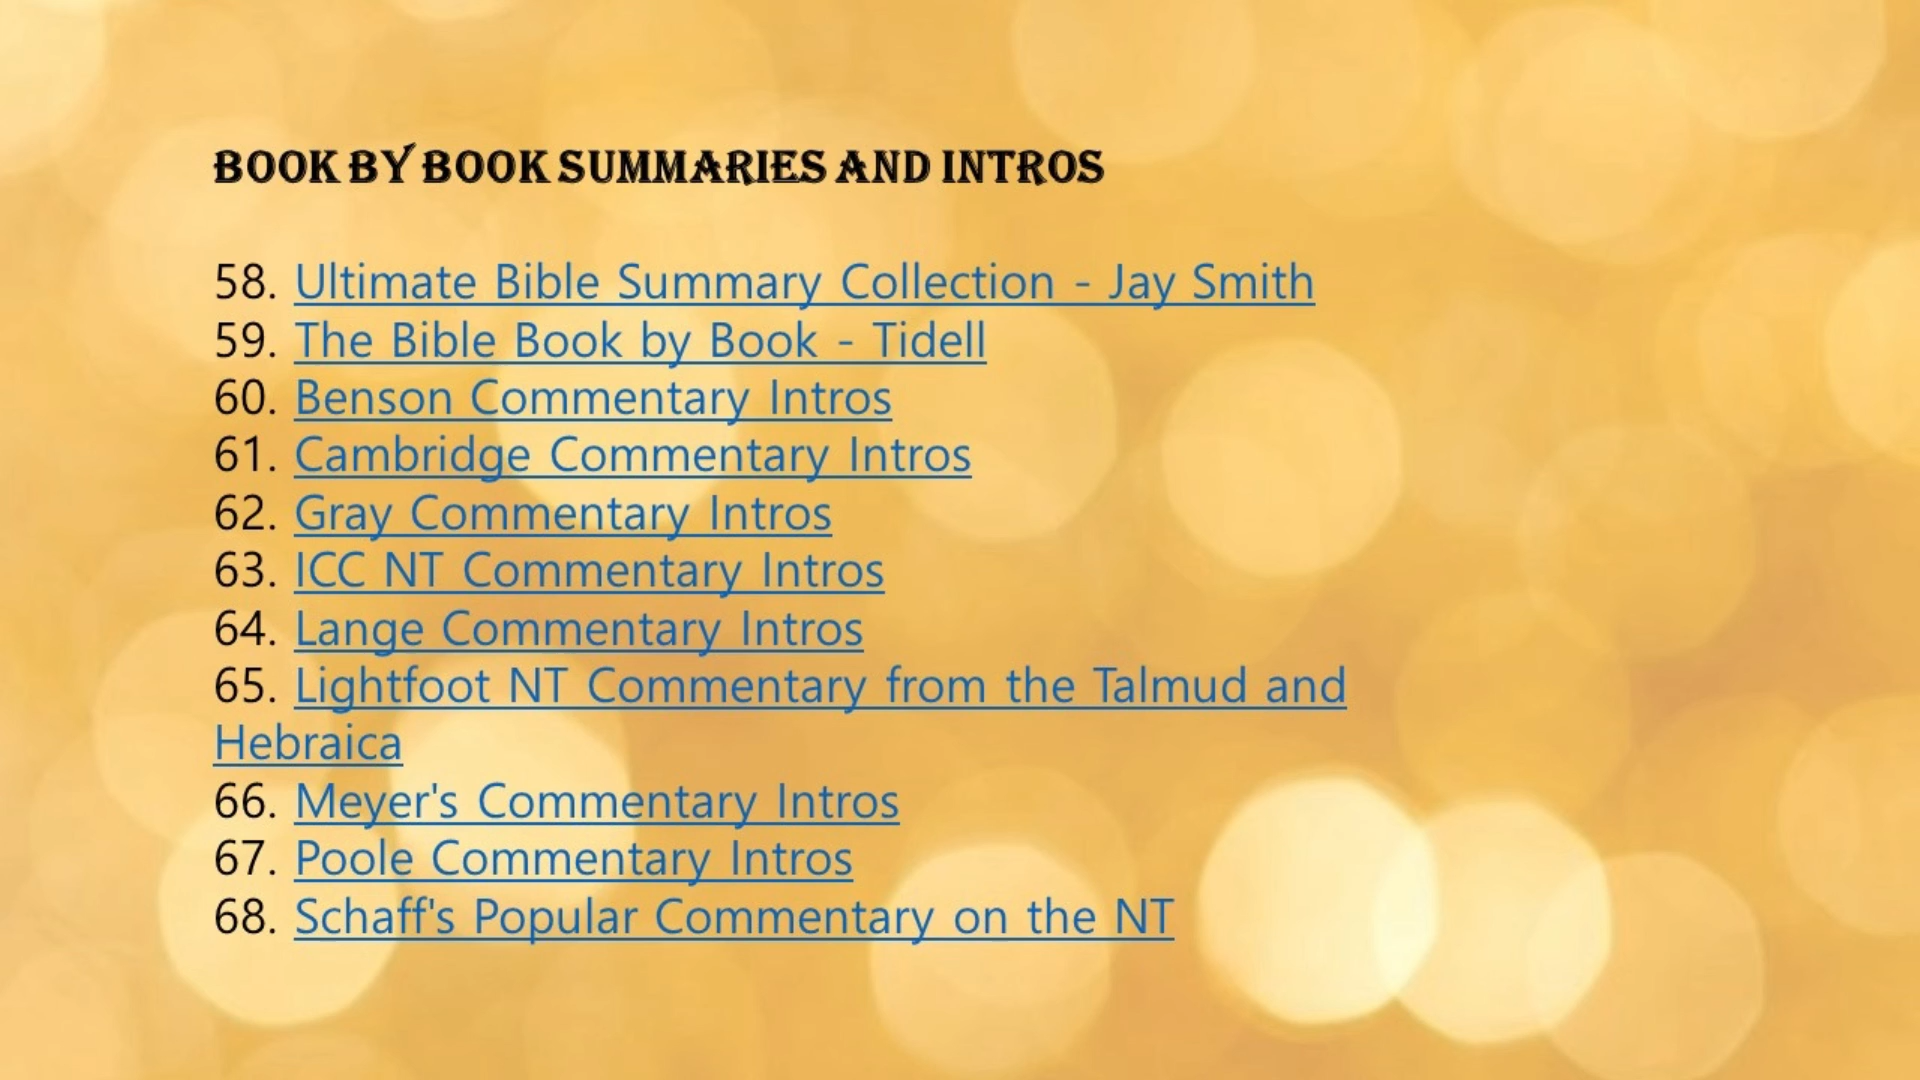 BOOK BY BOOK SUMMARIES AND INTROS
58. Ultimate Bible Summary Collection - Jay Smith
59. The Bible Book by Book - Tidell
60. Benson Commentary Intros
61. Cambridge Commentary Intros
62. Gray Commentary Intros
63. ICC NT Commentary Intros
64. Lange Commentary Intros
65. Lightfoot NT Commentary from the Talmud and
Hebraica
66. Meyer's Commentary Intros
67. Poole Commentary Intros
68. Schaff's Popular Commentary on the NT